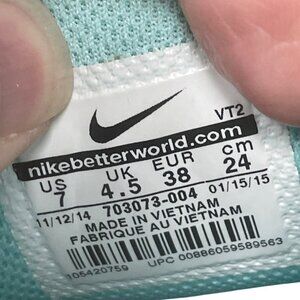 VT2
nikebetterworld.com
US UK EUR cm
7 4.5 38 24
11/12/14 703073-004 01/15/15
MADE IN VIETNAM
FABRIQUE AU VIETNAM
105420759 UPC 00886059589563